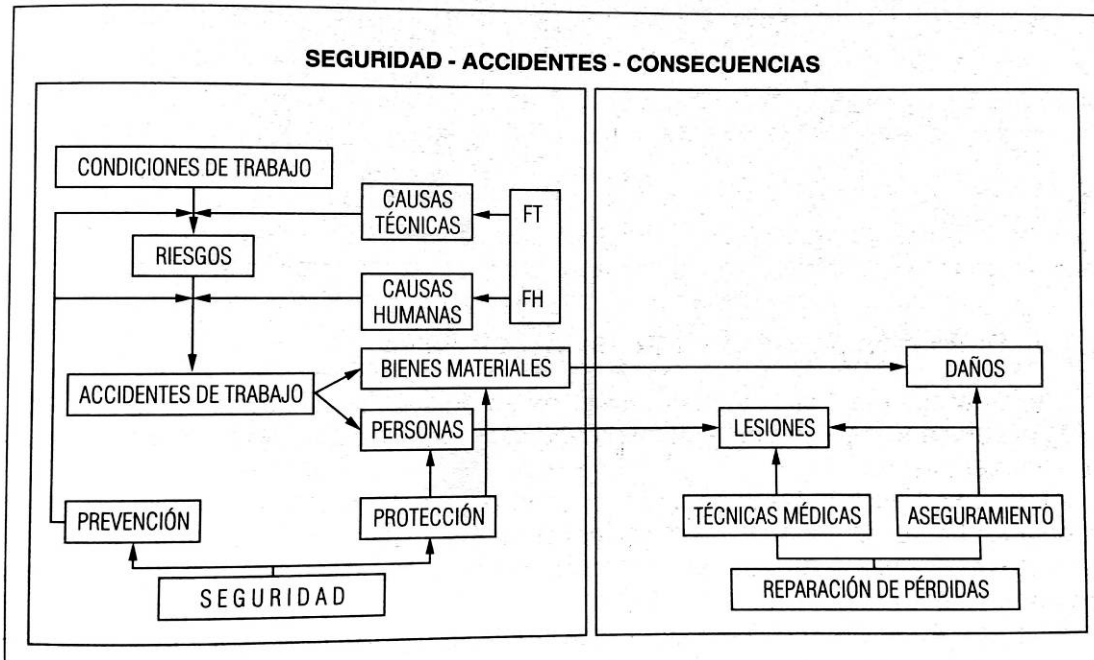 SEGURIDAD - ACCIDENTES - CONSECUENCIAS
CONDICIONES DE TRABAJO
CAUSAS
TÉCNICAS
FT
RIESGOS
CAUSAS
HUMANAS
FH
BIENES MATERIALES
DAÑOS
ACCIDENTES DE TRABAJO
PERSONAS
LESIONES
PREVENCIÓN
PROTECCIÓN
TÉCNICAS MÉDICAS
ASEGURAMIENTO
SEGURIDAD
REPARACIÓN DE PÉRDIDAS